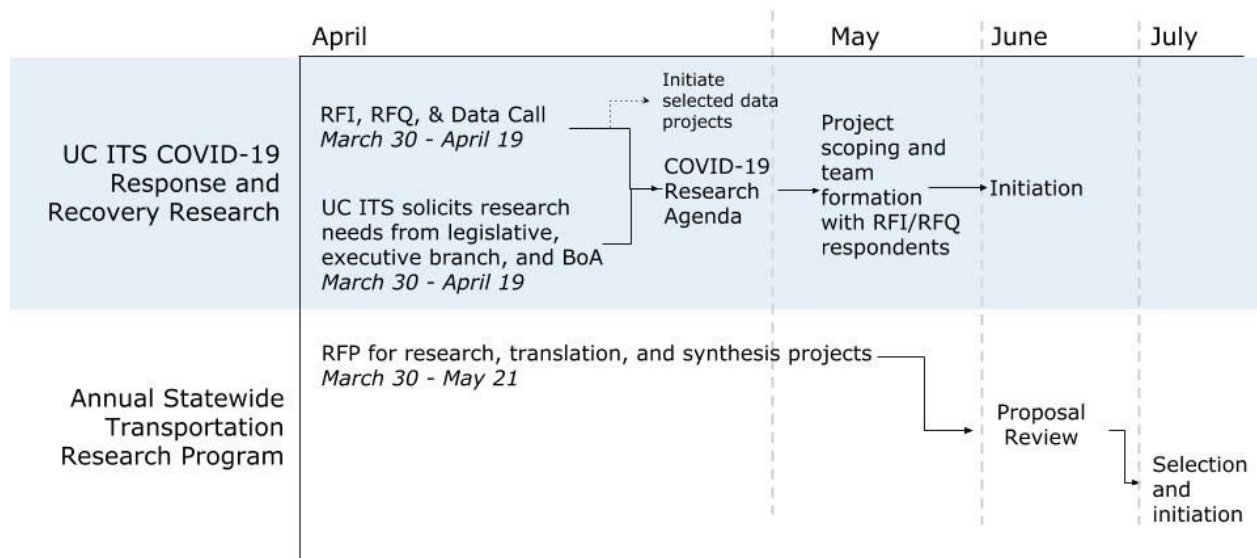 April
May
June
July
UC ITS COVID-19
Response and
Recovery Research
RFI, RFQ, & Data Call
March 30 - April 19
UC ITS solicits research
needs from legislative,
executive branch, and BoA
March 30 - April 19
Initiate
selected data
projects
COVID-19
Research
Agenda
Project
scoping and
team
formation
with RFI/RFQ
respondents
Initiation
Annual Statewide
Transportation
Research Program
RFP for research, translation, and synthesis projects
March 30 - May 21
Proposal
Review
Selection
and
initiation